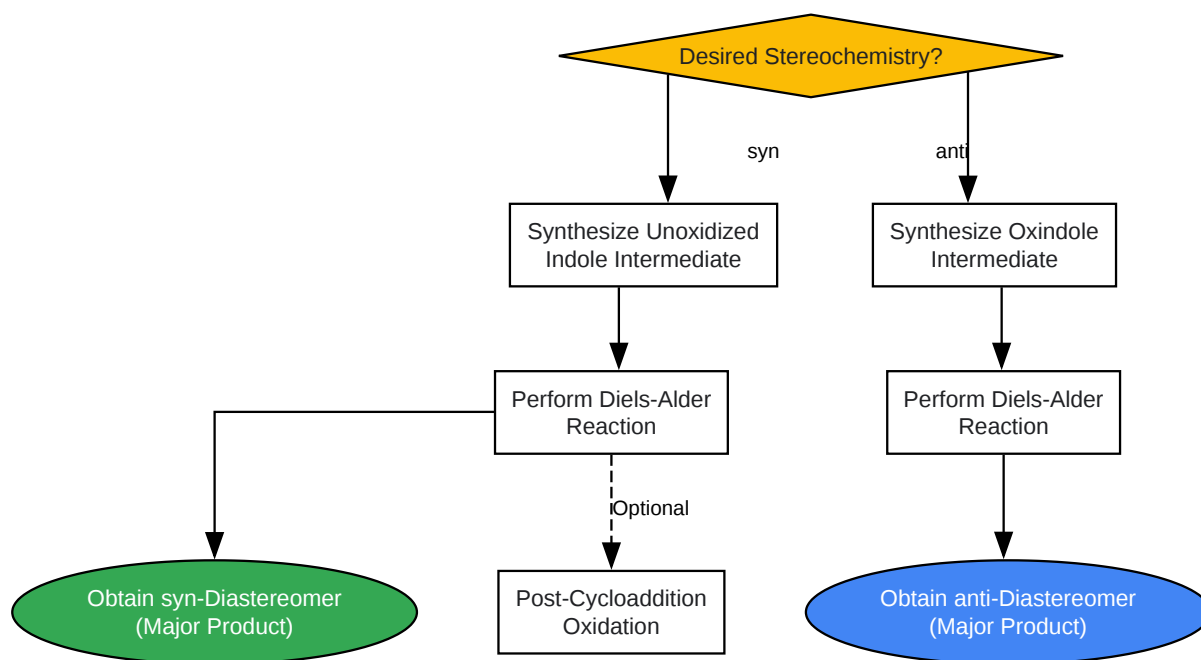 Desired Stereochemistry?
syn
anti
Synthesize Unoxidized
Indole Intermediate
Synthesize Oxindole
Intermediate
Perform Diels-Alder
Reaction
Perform Diels-Alder
Reaction
Optional
Obtain syn-Diastereomer
(Major Product)
Post-Cycloaddition
Oxidation
Obtain anti-Diastereomer
(Major Product)